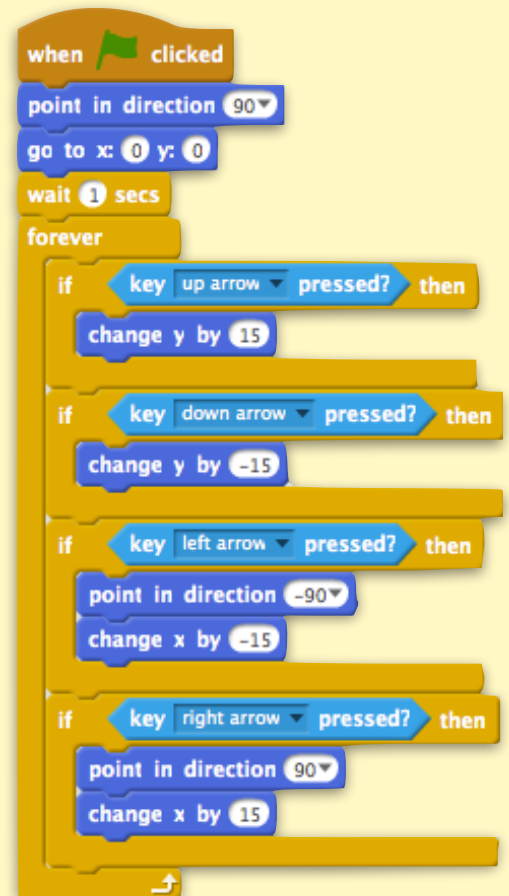 when clicked
point in direction 90
go to x: 0 y: 0
wait 1 secs
forever
if key up arrow pressed? then
change y by 15
if key down arrow pressed? then
change y by -15
if key left arrow pressed? then
point in direction -90
change x by -15
if key right arrow pressed? then
point in direction 90
change x by 15